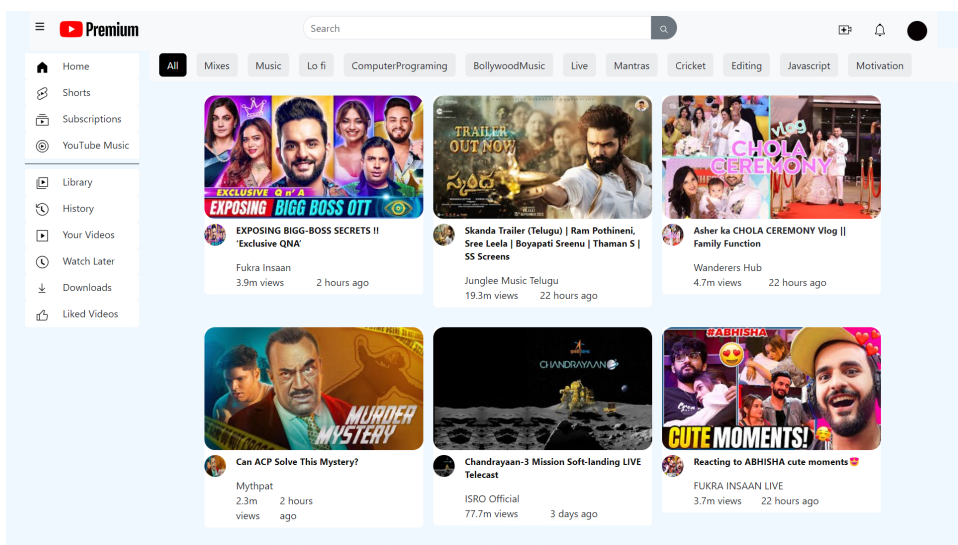 Premium
Search
All
Mixes
Music
Lo fi
ComputerPrograming
BollywoodMusic
Live
Mantras
Cricket
Editing
Javascript
Motivation
Home
Shorts
Subscriptions
YouTube Music
Library
History
Your Videos
Watch Later
Downloads
Liked Videos
EXCLUSIVE Q n' A
EXPOSING BIGG BOSS OTT
EXPOSING BIGG-BOSS SECRETS !!
'Exclusive QNA'
Fukra Insaan
3.9m views 2 hours ago
TRAILER
OUT NOW
స్కంద
Skanda Trailer (Telugu) | Ram Pothineni,
Sree Leela | Boyapati Sreenu | Thaman S |
SS Screens
Junglee Music Telugu
19.3m views 22 hours ago
vlog
CHOLA
CEREMONY
Asher ka CHOLA CEREMONY Vlog ||
Family Function
Wanderers Hub
4.7m views 22 hours ago
MURDER
MYSTERY
Can ACP Solve This Mystery?
Mythpat
2.3m 2 hours
views ago
CHANDRAYAAN
Chandrayaan-3 Mission Soft-landing LIVE
Telecast
ISRO Official
77.7m views 3 days ago
#ABHISHA
CUTE MOMENTS!
Reacting to ABHISHA cute moments😍
FUKRA INSAAN LIVE
3.7m views 22 hours ago